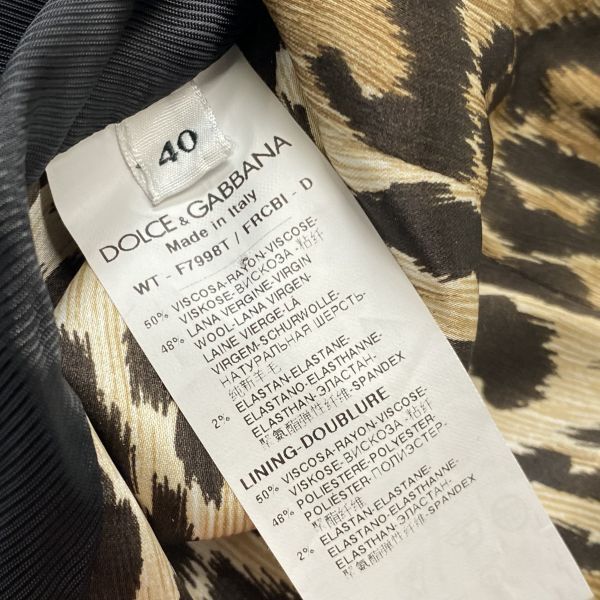 40
DOLCE & GABBANA
Made in Italy
WT - F7998T / FRCBI - D
50% VISCOSA-RAYON-VISCOSE-
VISKOSE-ВИСКОЗА-粘纤
48% LANA VERGINE-VIRGIN
WOOL-LANA VIRGEN-
LAINE VIERGE-LÃ
VIRGEM-SCHURWOLLE-
НАТУРАЛЬНАЯ ШЕРСТЬ-
纯新羊毛
2% ELASTAN-ELASTANE-
ELASTANO-ELASTHANNE-
ELASTHAN-ЭЛАСТАН-
聚氨酯弹性纤维-SPANDEX
LINING-DOUBLURE
50% VISCOSA-RAYON-VISCOSE-
VISKOSE-ВИСКОЗА-粘纤
48% POLIESTERE-POLYESTER-
POLIÉSTER-ПОЛИЭСТЕР-
聚酯纤维
2% ELASTAN-ELASTANE-
ELASTANO-ELASTHANNE-
ELASTHAN-ЭЛАСТАН-
聚氨酯弹性纤维-SPANDEX